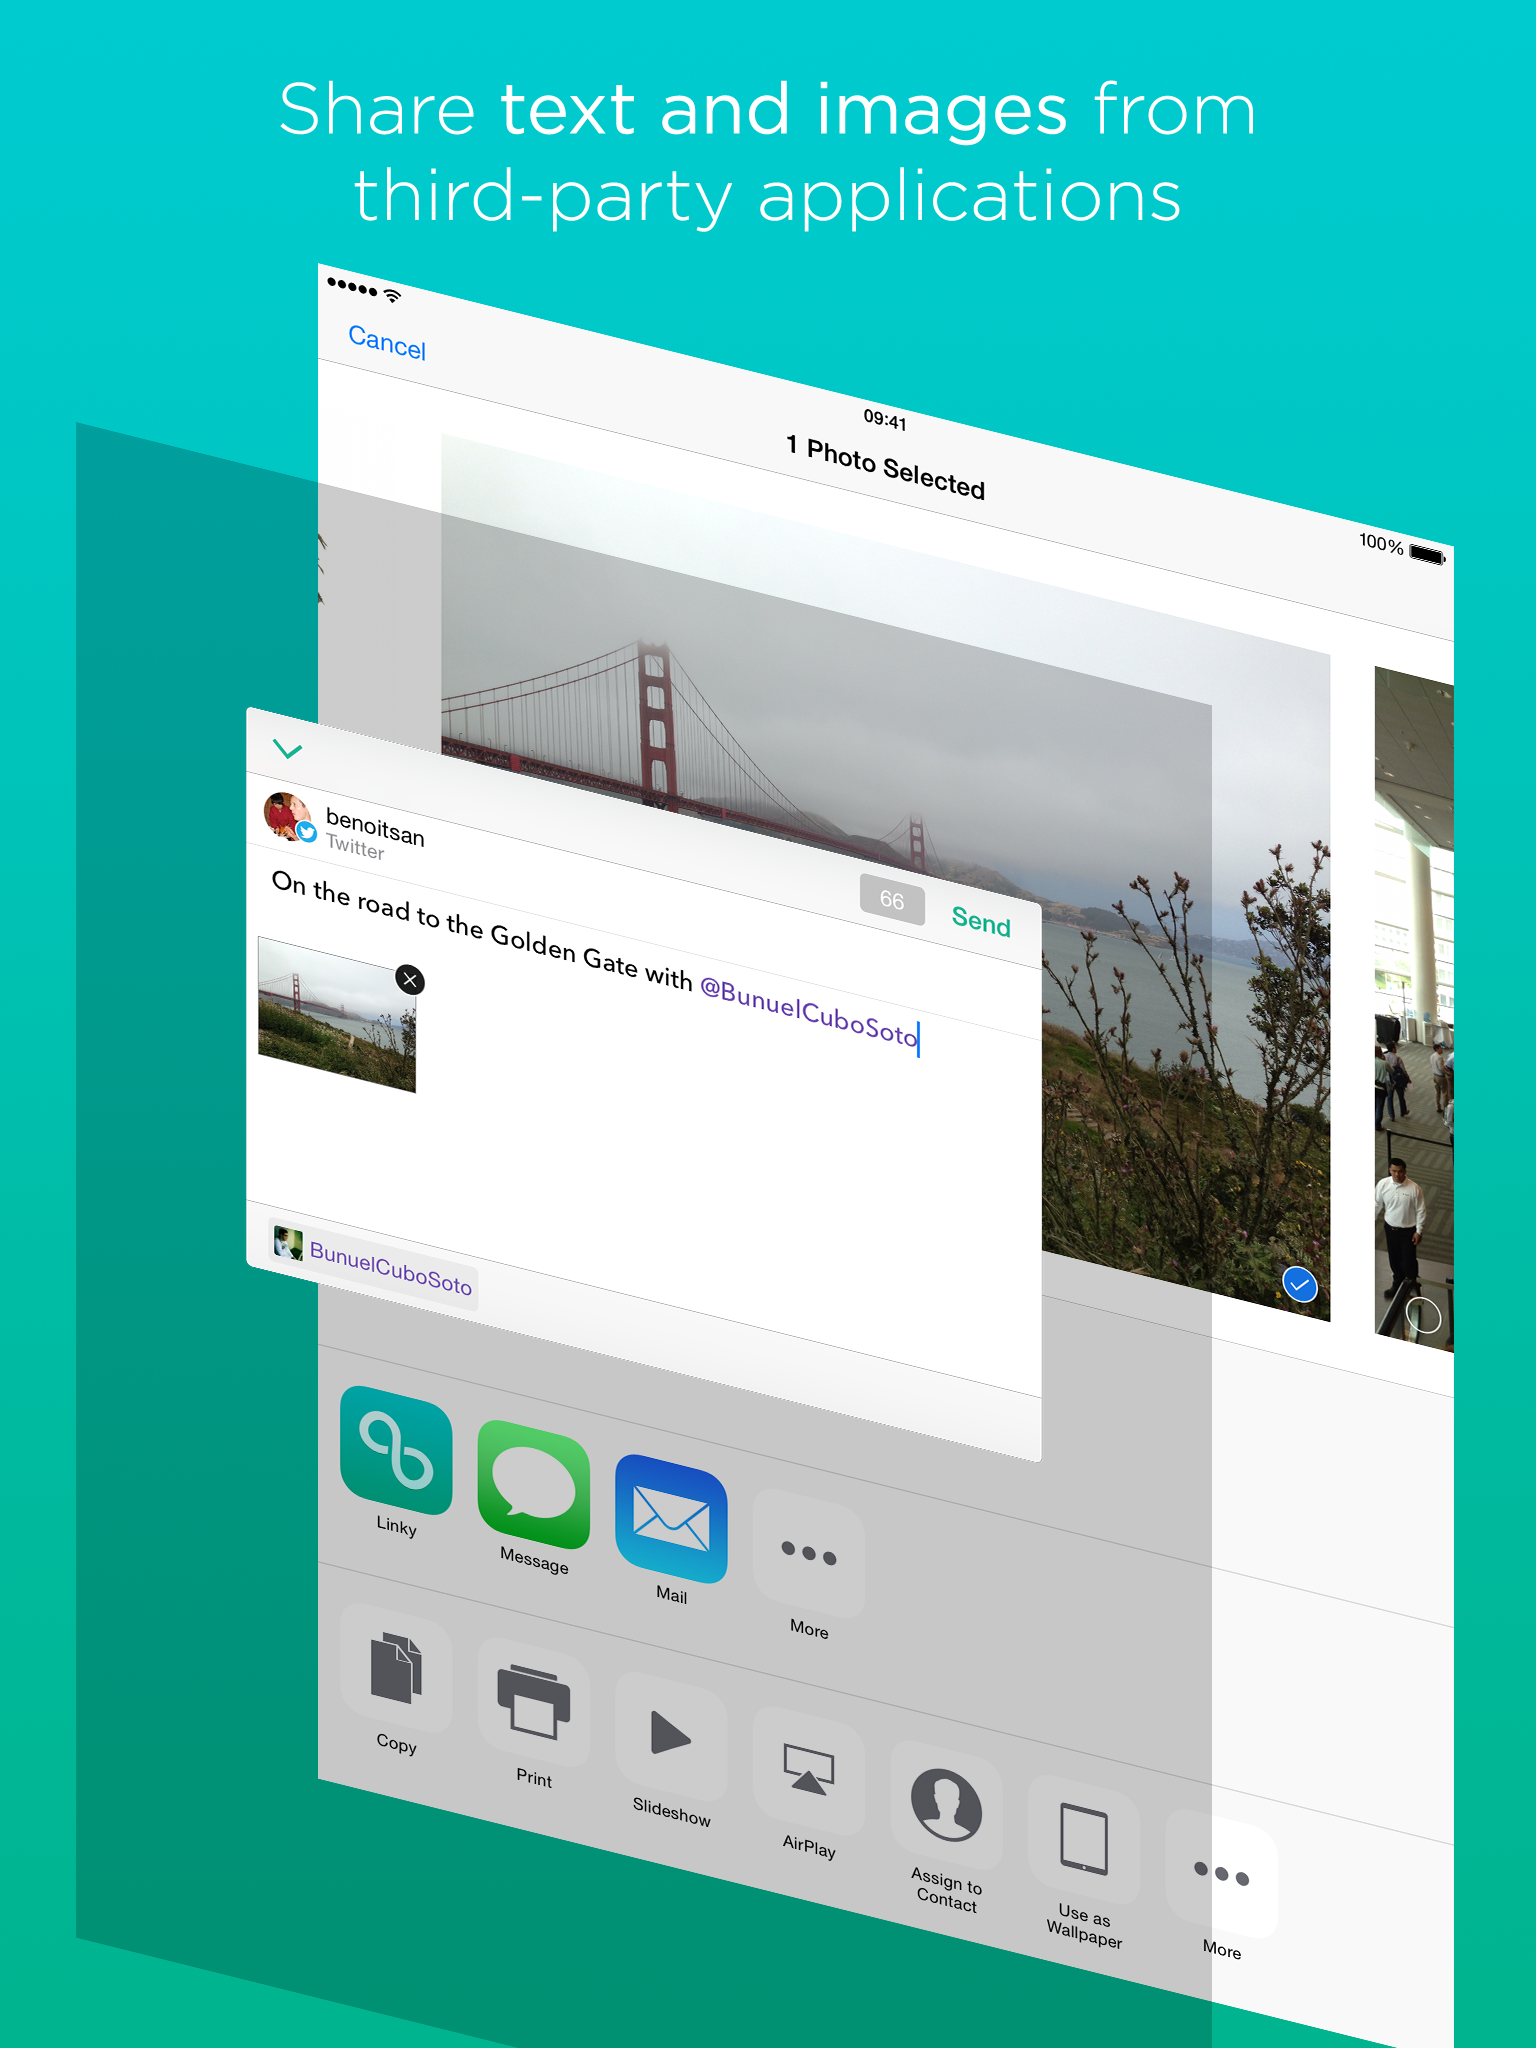 Share text and images from
third-party applications
Cancel
09:41
1 Photo Selected
100%
66
Send
benoitsan
Twitter
On the road to the Golden Gate with @BunuelCuboSoto
BunuelCuboSoto
Linky
Message
Mail
More
Copy
Print
Slideshow
AirPlay
Assign to
Contact
Use as
Wallpaper
More